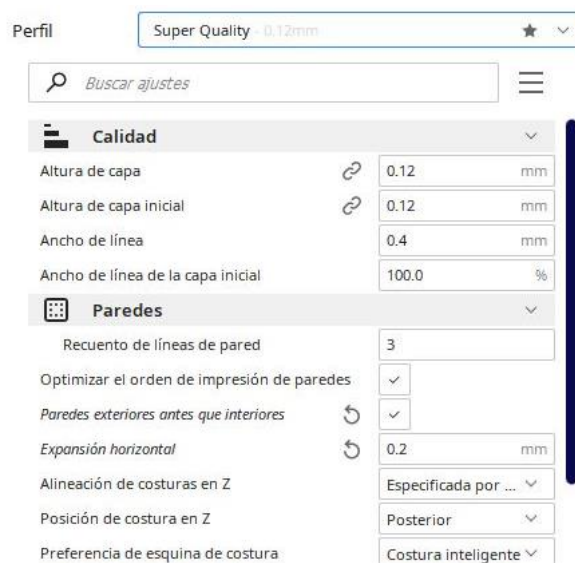 Perfil Super Quality - 0.12mm
Buscar ajustes
Calidad
Altura de capa 0.12 mm
Altura de capa inicial 0.12 mm
Ancho de línea 0.4 mm
Ancho de línea de la capa inicial 100.0 %
Paredes
Recuento de líneas de pared 3
Optimizar el orden de impresión de paredes
Paredes exteriores antes que interiores
Expansión horizontal 0.2 mm
Alineación de costuras en Z Especificada por ...
Posición de costura en Z Posterior
Preferencia de esquina de costura Costura inteligente